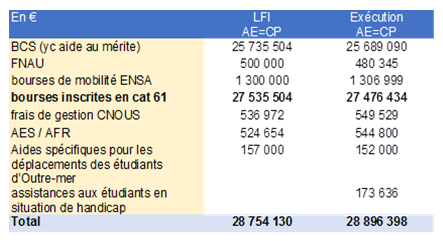 En € LFI Exécution
AE=CP AE=CP
BCS (yc aide au mérite) 25 735 504 25 689 090
FNAU 500 000 480 345
bourses de mobilité ENSA 1 300 000 1 306 999
bourses inscrites en cat 61 27 535 504 27 476 434
frais de gestion CNOUS 536 972 549 529
AES / AFR 524 654 544 800
Aides spécifiques pour les 157 000 152 000
déplacements des étudiants
d'Outre-mer
assistances aux étudiants en 173 636
situation de handicap
Total 28 754 130 28 896 398